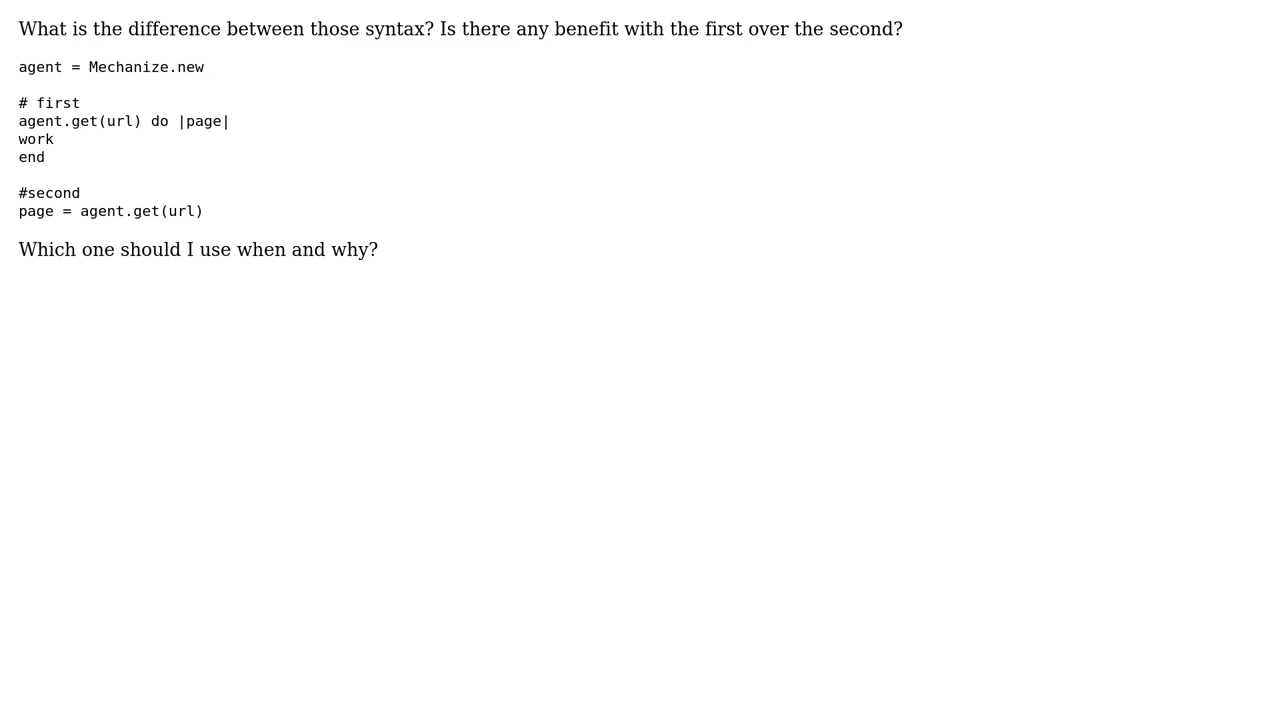 What is the difference between those syntax? Is there any benefit with the first over the second?
agent = Mechanize.new
# first
agent.get(url) do |page|
work
end
#second
page = agent.get(url)
Which one should I use when and why?